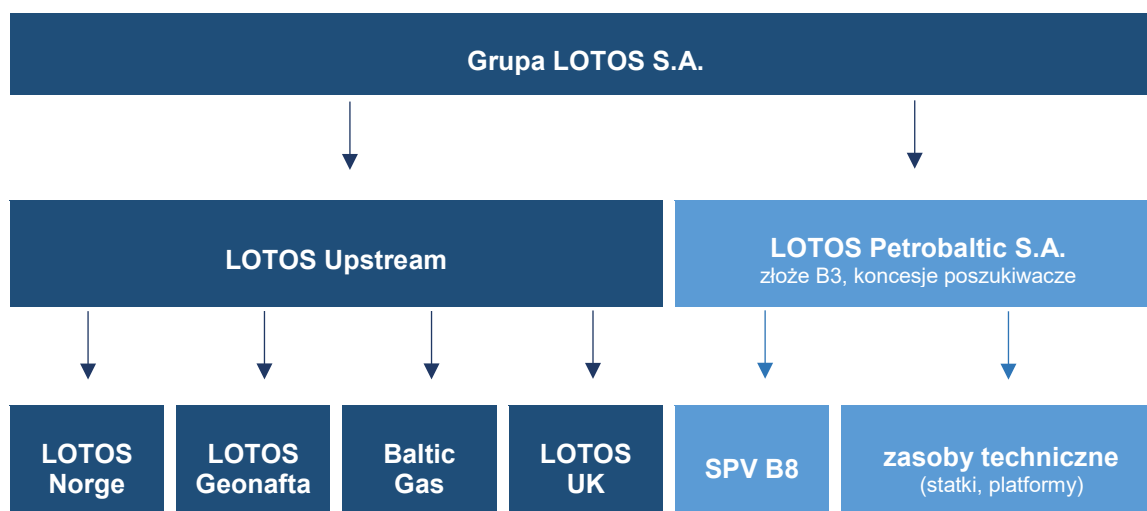 Grupa LOTOS S.A.
LOTOS Upstream
LOTOS Petrobaltic S.A.
złoże B3, koncesje poszukiwacze
LOTOS
Norge
LOTOS
Geonafta
Baltic
Gas
LOTOS
UK
SPV B8
zasoby techniczne
(statki, platformy)